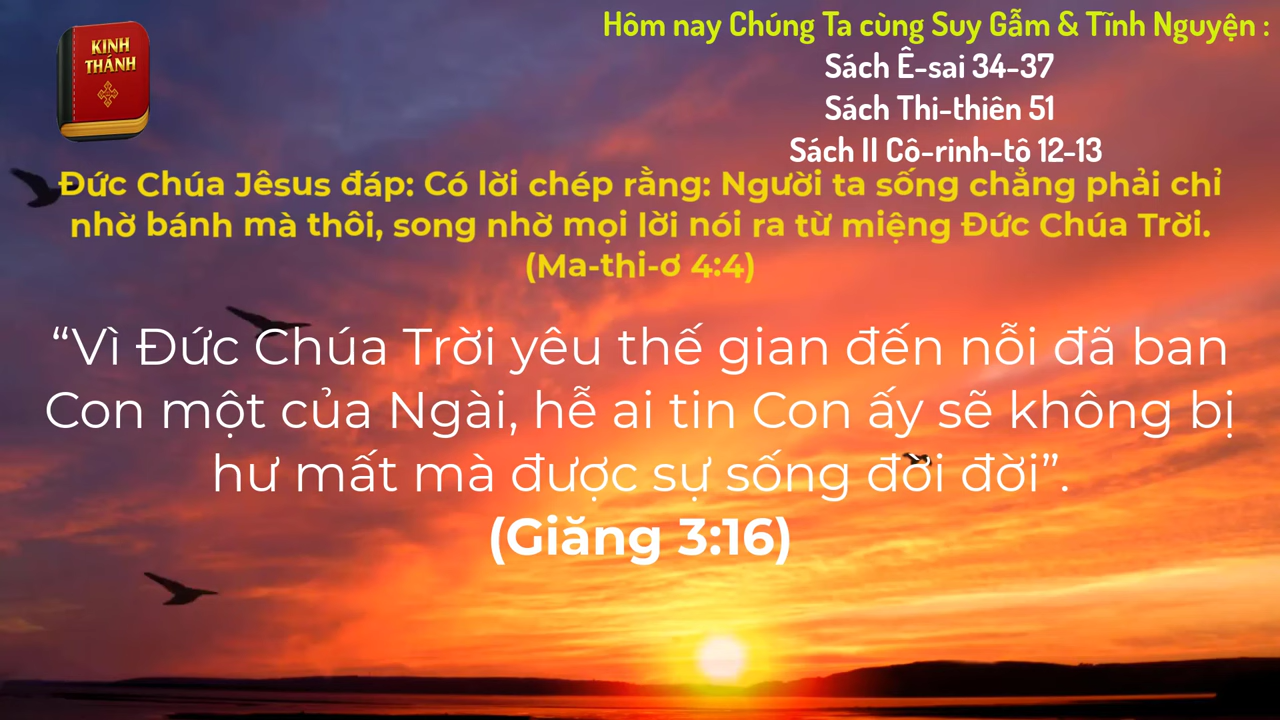 KINH
THÁNH
Hôm nay Chúng Ta cùng Suy Gẫm & Tĩnh Nguyện :
Sách Ê-sai 34-37
Sách Thi-thiên 51
Sách II Cô-rinh-tô 12-13
Đức Chúa Jêsus đáp: Có lời chép rằng: Người ta sống chẳng phải chỉ
nhờ bánh mà thôi, song nhờ mọi lời nói ra từ miệng Đức Chúa Trời.
(Ma-thi-ơ 4:4)
“Vì Đức Chúa Trời yêu thế gian đến nỗi đã ban
Con một của Ngài, hễ ai tin Con ấy sẽ không bị
hư mất mà được sự sống đời đời”.
(Giăng 3:16)